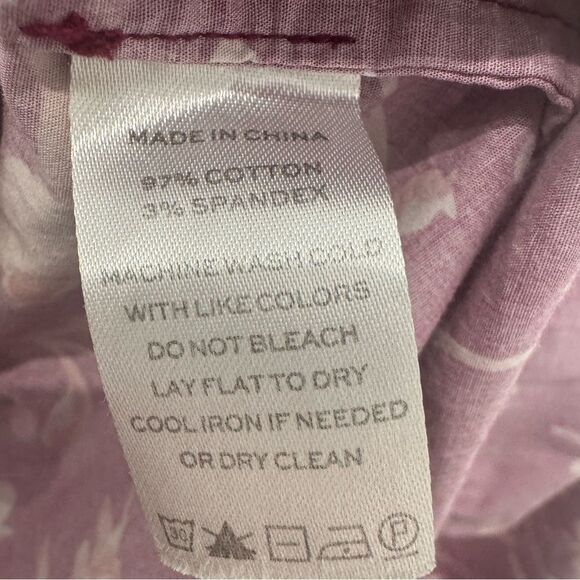 MADE IN CHINA
97% COTTON
3% SPANDEX
MACHINE WASH COLD
WITH LIKE COLORS
DO NOT BLEACH
LAY FLAT TO DRY
COOL IRON IF NEEDED
OR DRY CLEAN
30 P